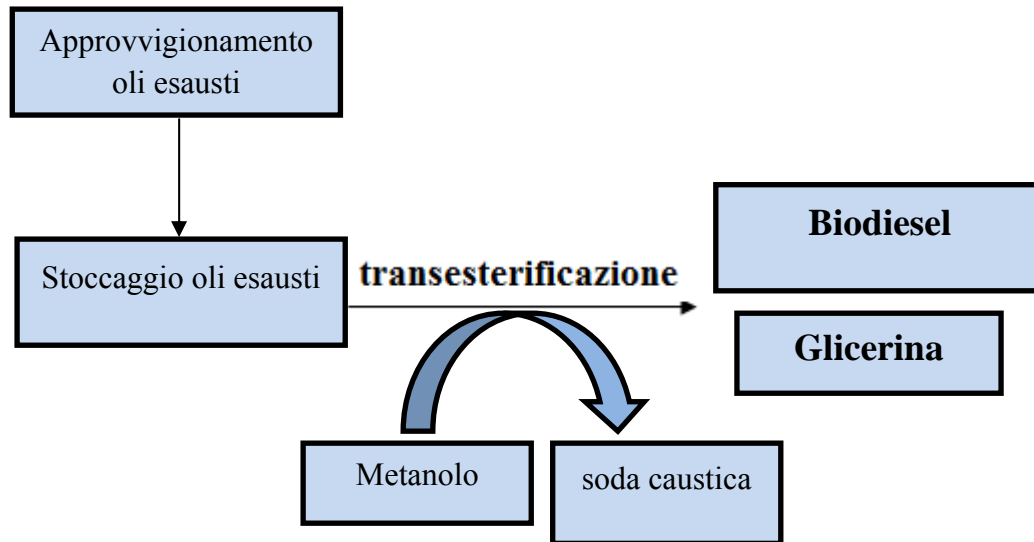 Approvvigionamento
oli esausti
Stoccaggio oli esausti
transesterificazione
Biodiesel
Glicerina
Metanolo
soda caustica